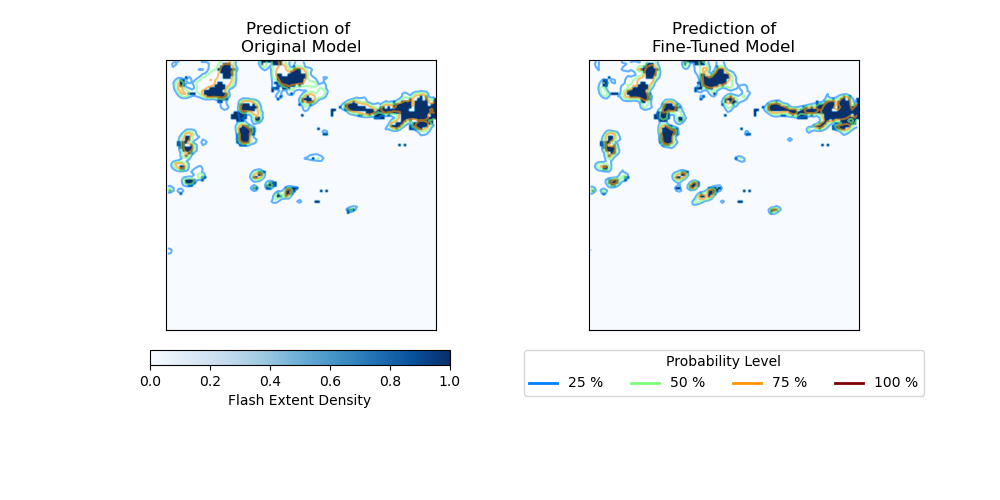 Prediction of
Original Model
Prediction of
Fine-Tuned Model
0.0 0.2 0.4 0.6 0.8 1.0
Flash Extent Density
Probability Level
25 % 50 % 75 % 100 %